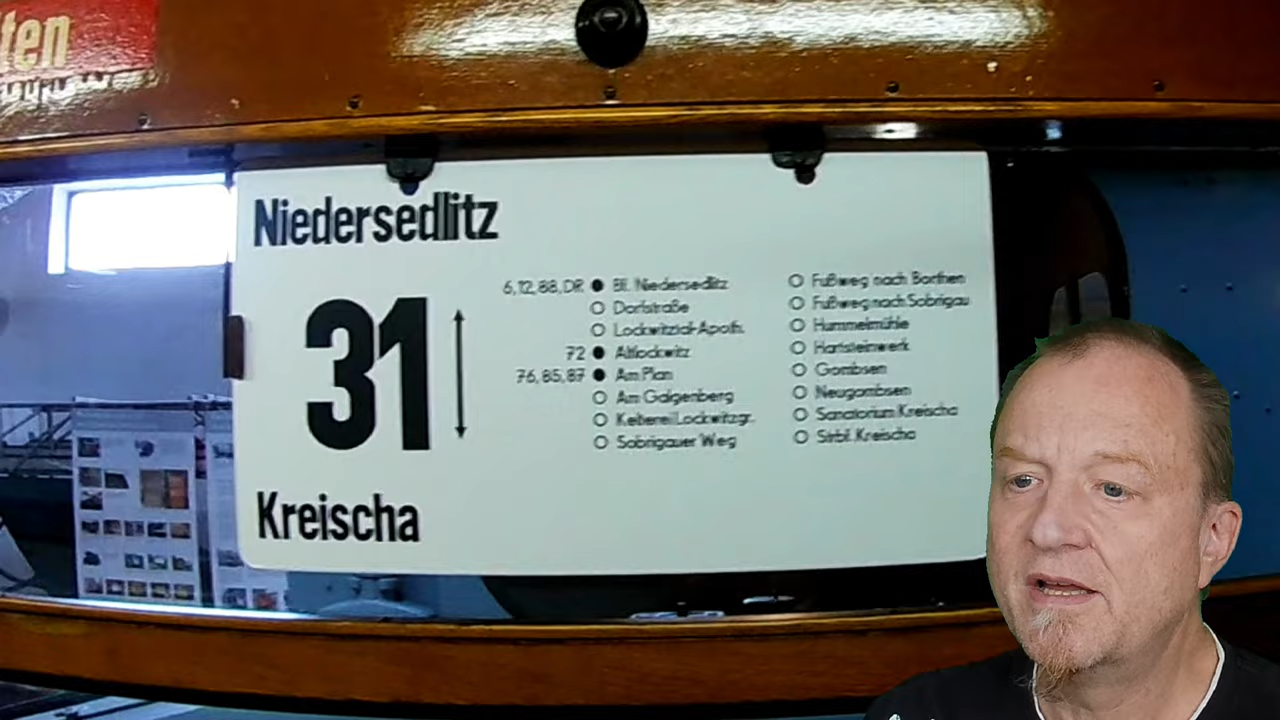 ten
Niedersedlitz
31
Kreischa
6, 12, 88, DR Bf. Niedersedlitz
Dorfstraße
Lockwitztal-Apoth.
72 Altlockwitz
76, 85, 87 Am Plan
Am Galgenberg
Kelterei Lockwitzgr.
Sobrigauer Weg
Fußweg nach Borthen
Fußweg nach Sobrigau
Hummelmühle
Hartsteinwerk
Gombsen
Neugombsen
Sanatorium Kreischa
Strbf. Kreischa